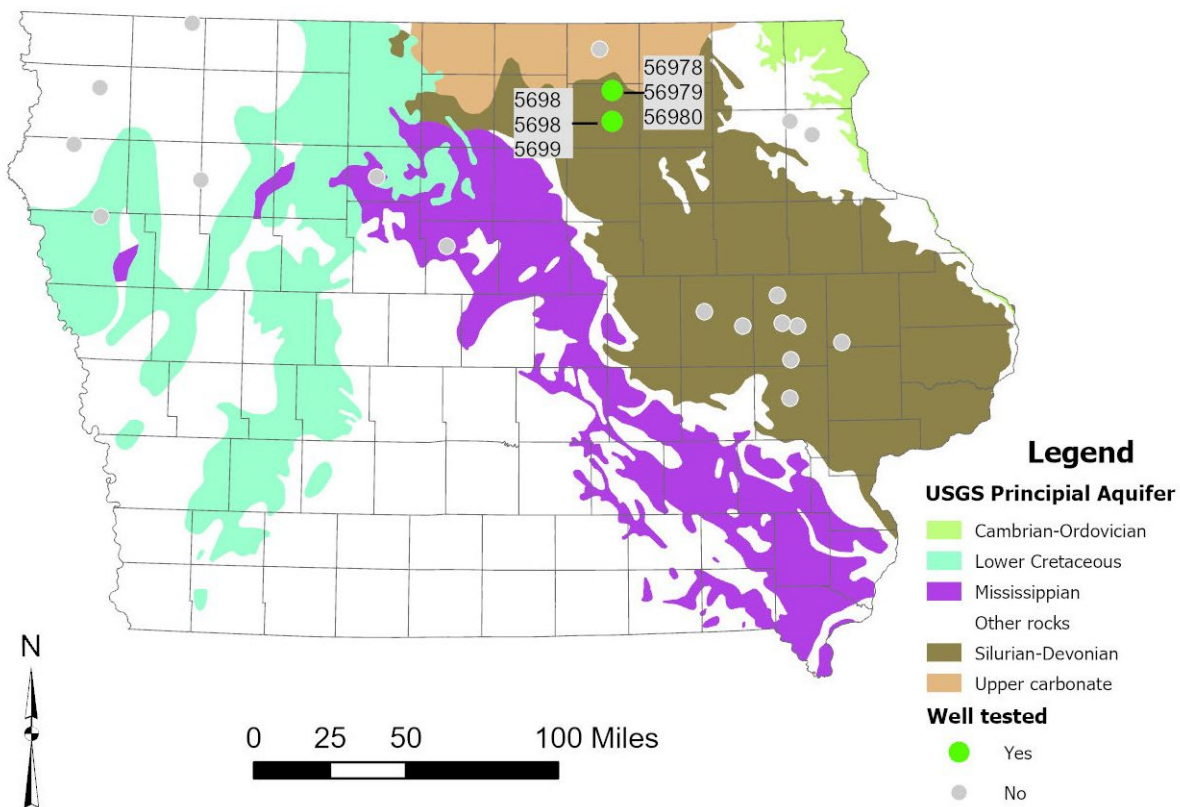 56978
56979
56980
5698
5698
5699
Legend
USGS Principial Aquifer
Cambrian-Ordovician
Lower Cretaceous
Mississippian
Other rocks
Silurian-Devonian
Upper carbonate
Well tested
Yes
No
N
0 25 50 100 Miles